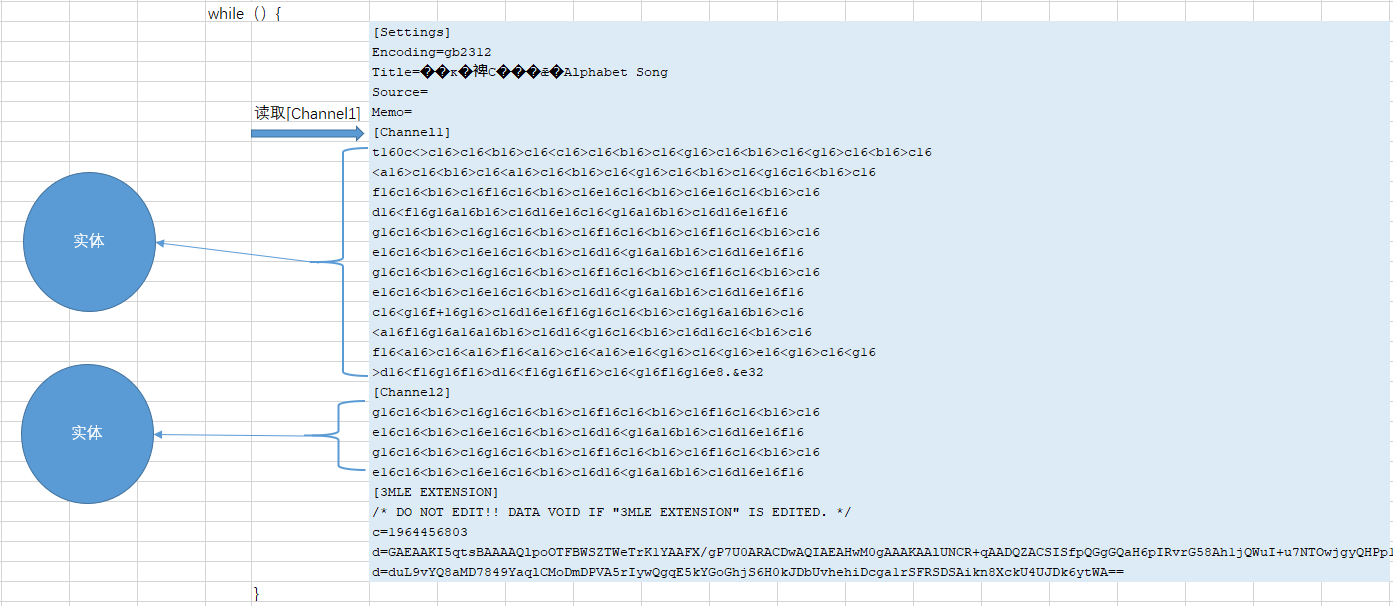 while（）{
[Settings]
Encoding=gb2312
Title=��κ�裨C���ǣ�Alphabet Song
Source=
读取[Channel1]
Memo=
[Channel1]
t160c<>c16>c16<b16>c16<c16>c16<b16>c16<g16>c16<b16>c16<g16>c16<b16>c16
<a16>c16<b16>c16<a16>c16<b16>c16<g16>c16<b16>c16<g16c16<b16>c16
f16c16<b16>c16f16c16<b16>c16e16c16<b16>c16e16c16<b16>c16
d16<f16g16a16b16>c16d16e16c16<g16a16b16>c16d16e16f16
实体
g16c16<b16>c16g16c16<b16>c16f16c16<b16>c16f16c16<b16>c16
e16c16<b16>c16e16c16<b16>c16d16<g16a16b16>c16d16e16f16
g16c16<b16>c16g16c16<b16>c16f16c16<b16>c16f16c16<b16>c16
e16c16<b16>c16e16c16<b16>c16d16<g16a16b16>c16d16e16f16
c16<g16f+16g16>c16d16e16f16g16c16<b16>c16g16a16b16>c16
<a16f16g16a16a16b16>c16d16<g16c16<b16>c16d16c16<b16>c16
f16<a16>c16<a16>f16<a16>c16<a16>e16<g16>c16<g16>e16<g16>c16<g16
>d16<f16g16f16>d16<f16g16f16>c16<g16f16g16e8.&e32
[Channel2]
g16c16<b16>c16g16c16<b16>c16f16c16<b16>c16f16c16<b16>c16
实体
e16c16<b16>c16e16c16<b16>c16d16<g16a16b16>c16d16e16f16
g16c16<b16>c16g16c16<b16>c16f16c16<b16>c16f16c16<b16>c16
e16c16<b16>c16e16c16<b16>c16d16<g16a16b16>c16d16e16f16
[3MLE EXTENSION]
/* DO NOT EDIT!! DATA VOID IF "3MLE EXTENSION" IS EDITED. */
c=1964456803
d=GAEAAKI5qtsBAAAAQlpoOTFBWSZTWeTrK1YAAFX/gP7U0ARACDwAQIAEAHwM0gAAAKAAlUNCR+qAADQZACSISfpQGgGQaH6pIRvrG58Ah1jQWuI+u7NTOwjgyQHPp1
d=duL9vYQ8aMD7849YaqlCMoDmDPVA5rIywQgqE5kYGoGhjS6H0kJDbUvhehiDcga1rSFRSDSAikn8XckU4UJDk6ytWA==
}